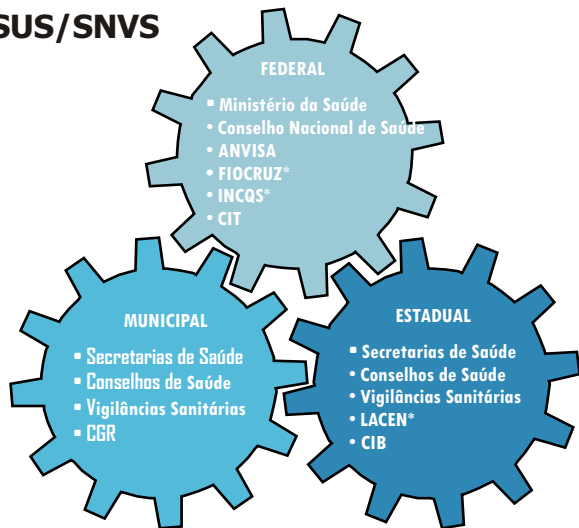 SUS/SNVS
FEDERAL
▪ Ministério da Saúde
• Conselho Nacional de Saúde
• ANVISA
• FIOCRUZ*
• INCQS*
• CIT
MUNICIPAL
▪ Secretarias de Saúde
• Conselhos de Saúde
▪ Vigilâncias Sanitárias
• CGR
ESTADUAL
▪ Secretarias de Saúde
• Conselhos de Saúde
• Vigilâncias Sanitárias
• LACEN*
• CIB